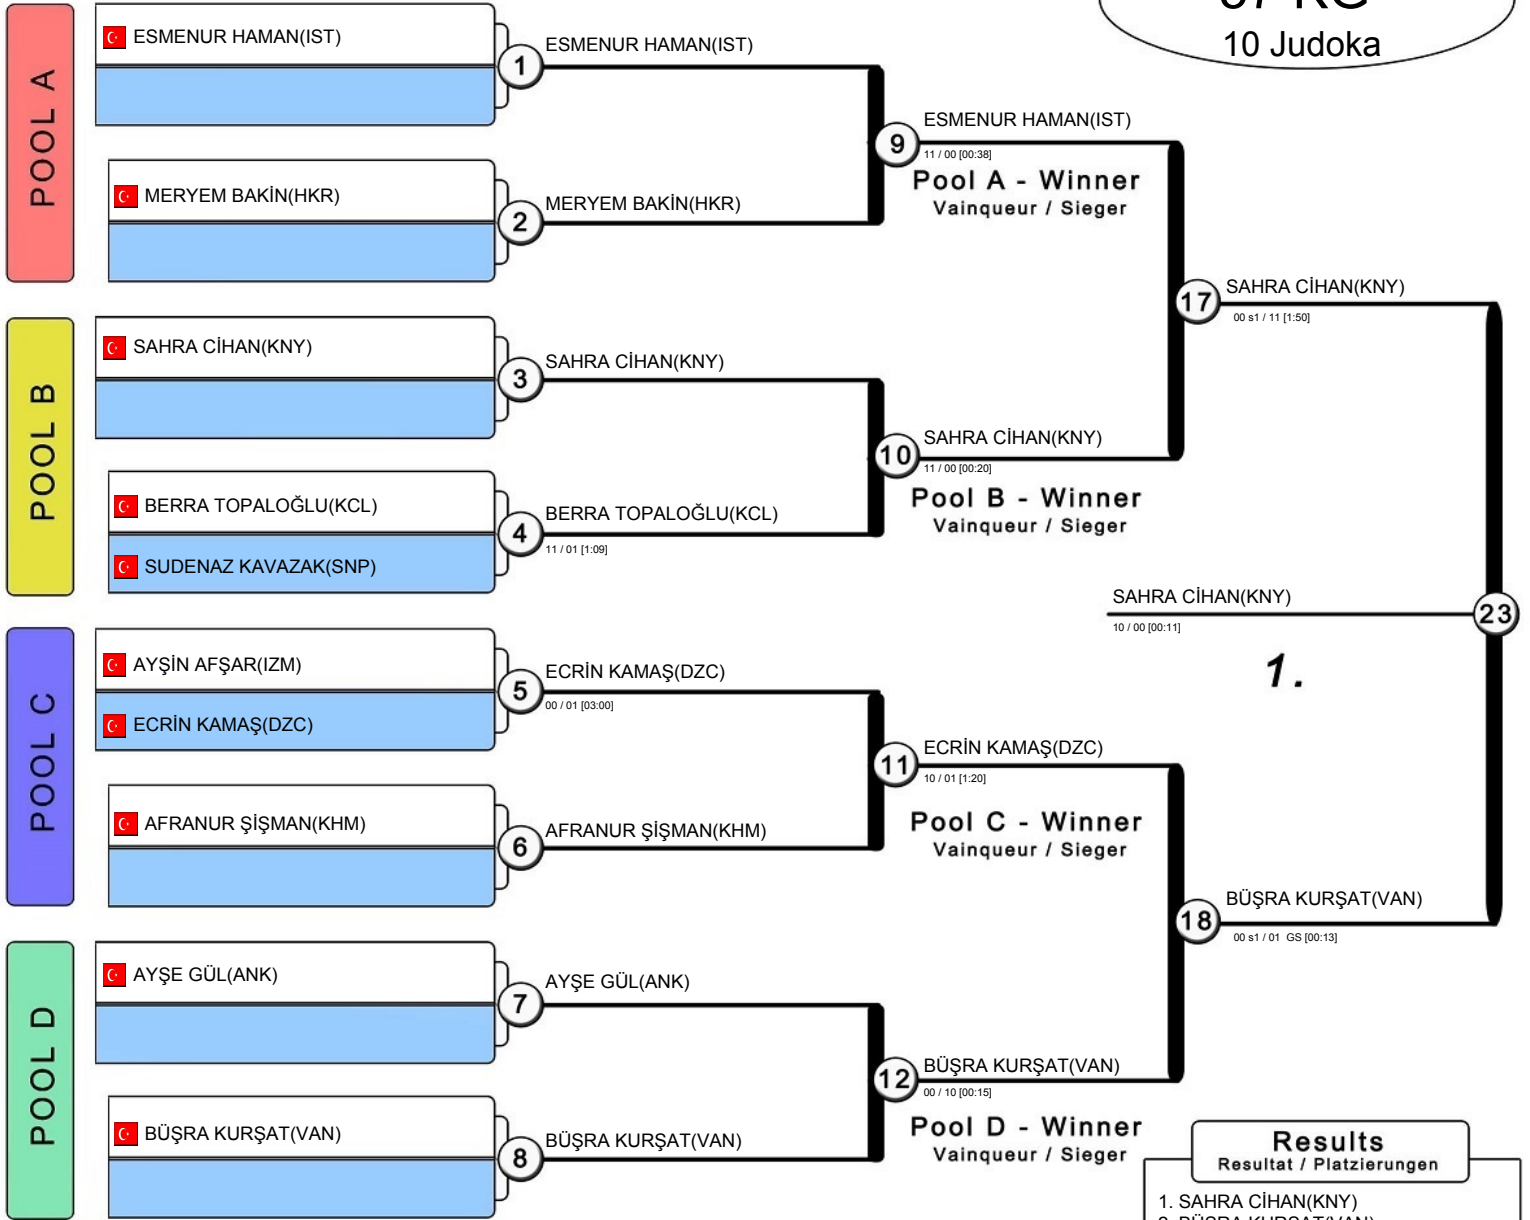 KG
10 Judoka
POOL A
ESMENUR HAMAN(IST)
1
ESMENUR HAMAN(IST)
MERYEM BAKİN(HKR)
2
MERYEM BAKİN(HKR)
9
ESMENUR HAMAN(IST)
11 / 00 [00:38]
Pool A - Winner
Vainqueur / Sieger
POOL B
SAHRA CİHAN(KNY)
3
SAHRA CİHAN(KNY)
BERRA TOPALOĞLU(KCL)
SUDENAZ KAVAZAK(SNP)
4
BERRA TOPALOĞLU(KCL)
11 / 01 [1:09]
10
SAHRA CİHAN(KNY)
11 / 00 [00:20]
Pool B - Winner
Vainqueur / Sieger
17
SAHRA CİHAN(KNY)
00 s1 / 11 [1:50]
POOL C
AYŞİN AFŞAR(IZM)
ECRİN KAMAŞ(DZC)
5
ECRİN KAMAŞ(DZC)
00 / 01 [03:00]
AFRANUR ŞİŞMAN(KHM)
6
AFRANUR ŞİŞMAN(KHM)
11
ECRİN KAMAŞ(DZC)
10 / 01 [1:20]
Pool C - Winner
Vainqueur / Sieger
POOL D
AYŞE GÜL(ANK)
7
AYŞE GÜL(ANK)
BÜŞRA KURŞAT(VAN)
8
BÜŞRA KURŞAT(VAN)
12
BÜŞRA KURŞAT(VAN)
00 / 10 [00:15]
Pool D - Winner
Vainqueur / Sieger
18
BÜŞRA KURŞAT(VAN)
00 s1 / 01 GS [00:13]
SAHRA CİHAN(KNY)
10 / 00 [00:11]
23
1.
Results
Resultat / Platzierungen
1. SAHRA CİHAN(KNY)
2. BÜŞRA KURŞAT(VAN)